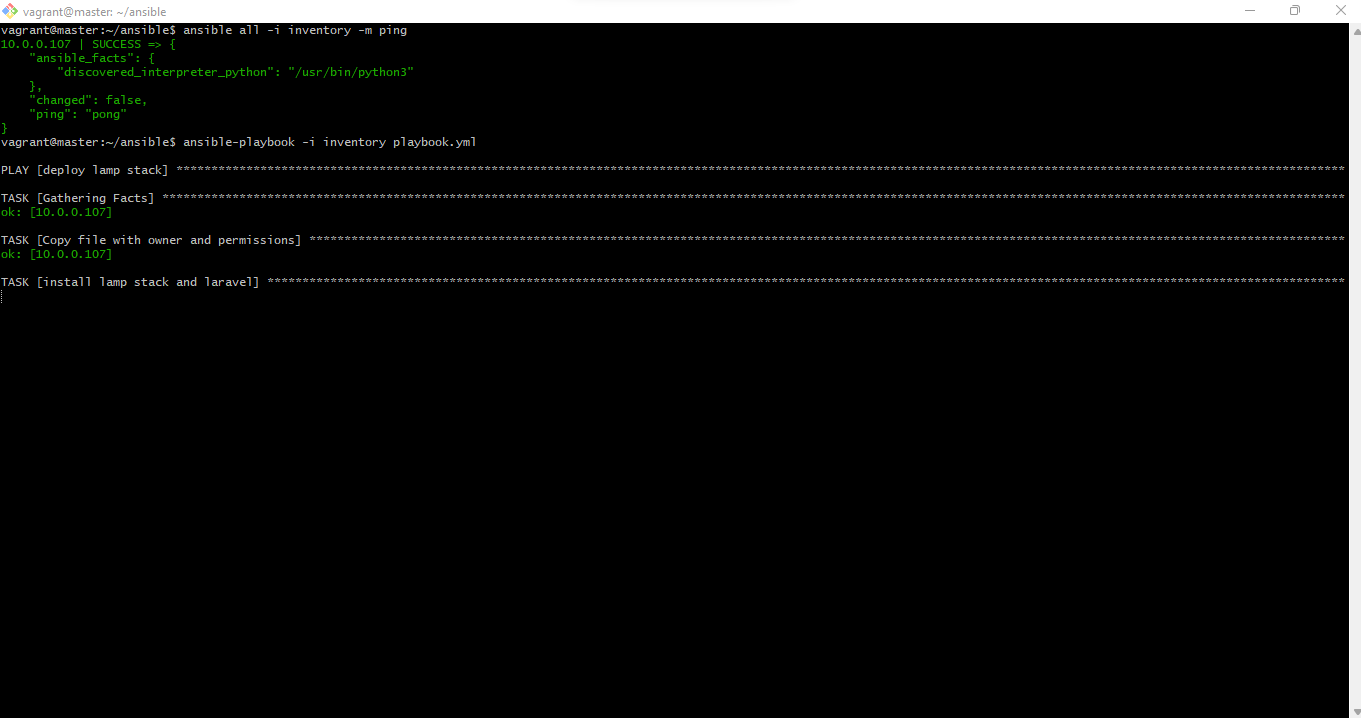 vagrant@master: ~/ansible
vagrant@master:~/ansible$ ansible all -i inventory -m ping
10.0.0.107 | SUCCESS => {
    "ansible_facts": {
        "discovered_interpreter_python": "/usr/bin/python3"
    },
    "changed": false,
    "ping": "pong"
}
vagrant@master:~/ansible$ ansible-playbook -i inventory playbook.yml
PLAY [deploy lamp stack] ***********************************************************************************************************************************************************************
TASK [Gathering Facts] *************************************************************************************************************************************************************************
ok: [10.0.0.107]
TASK [Copy file with owner and permissions] ****************************************************************************************************************************************************
ok: [10.0.0.107]
TASK [install lamp stack and laravel] **********************************************************************************************************************************************************